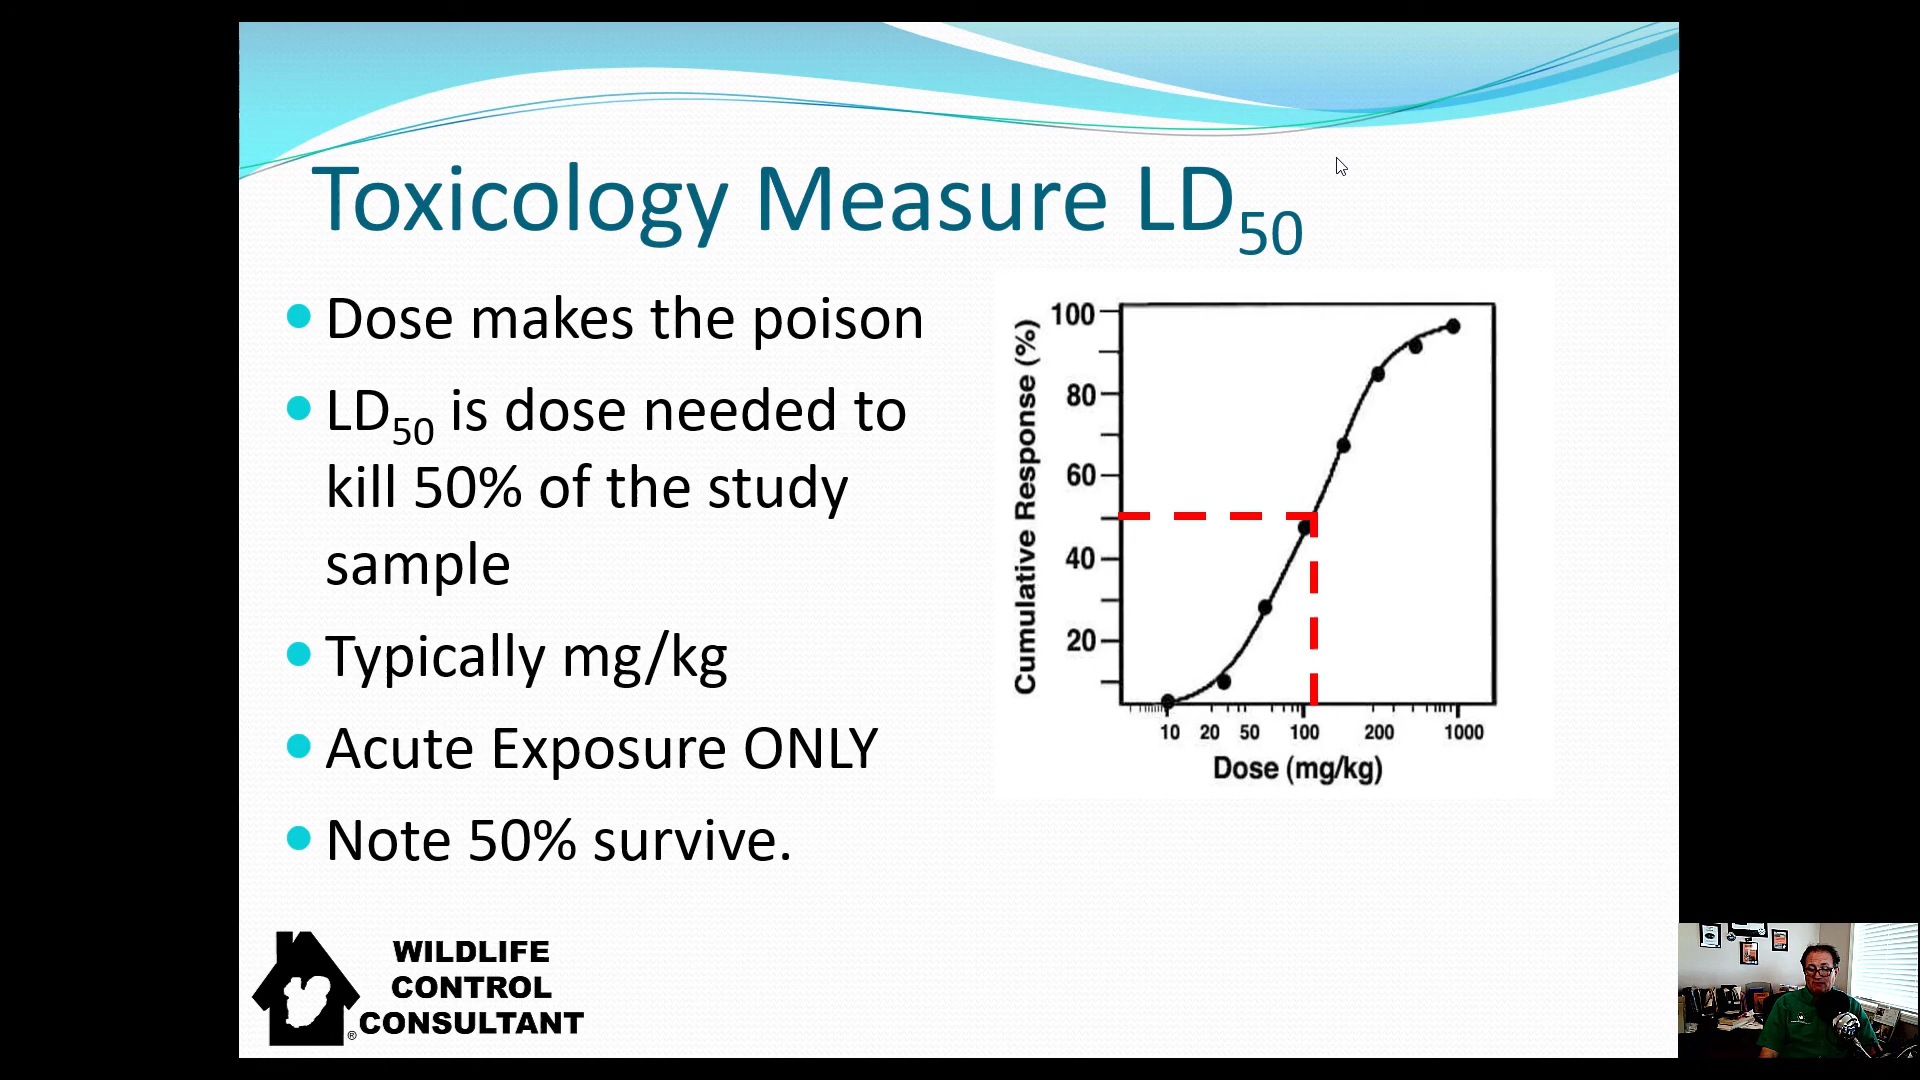 Toxicology Measure LD50
Dose makes the poison
LD50 is dose needed to
kill 50% of the study
sample
Typically mg/kg
Acute Exposure ONLY
Note 50% survive.
Cumulative Response (%)
100
80
60
40
20
10 20 50 100 200 1000
Dose (mg/kg)
WILDLIFE
CONTROL
®CONSULTANT